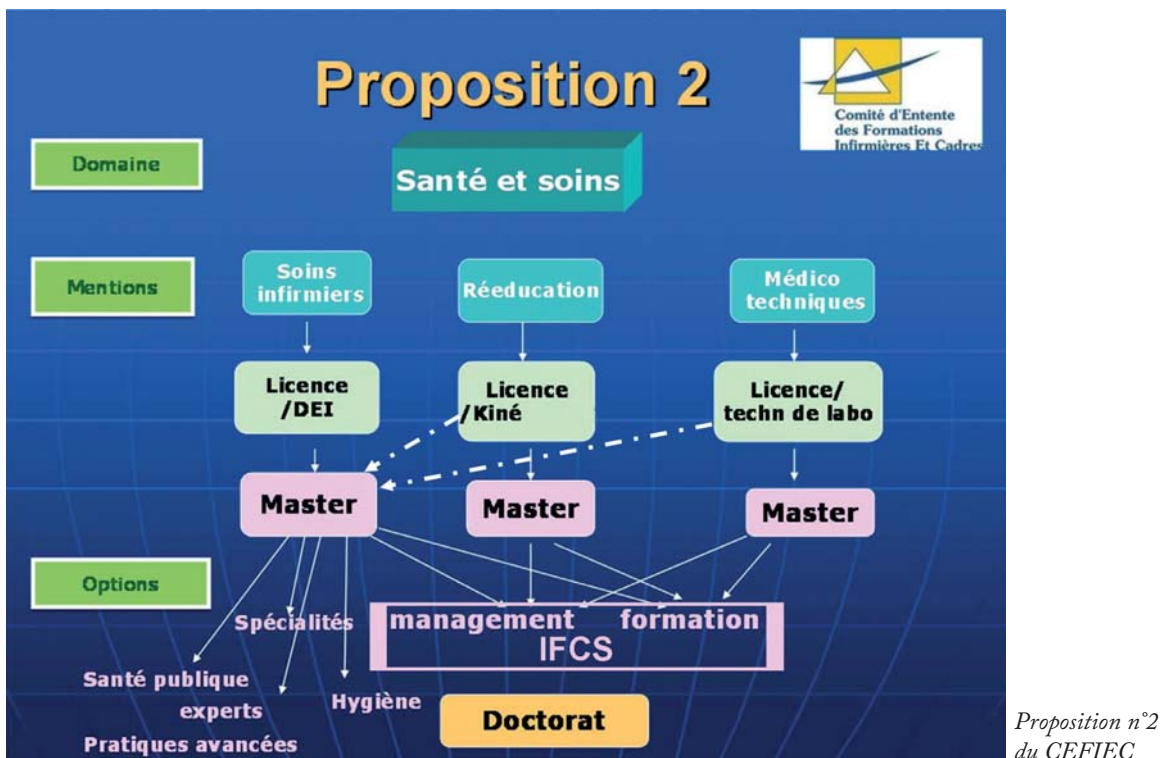 Proposition 2
Comité d'Entente
des Formations
Infirmières Et Cadres
Domaine
Santé et soins
Mentions
Soins
infirmiers
Réeducation
Médico
techniques
Licence
/DEI
Licence
/Kiné
Licence/
techn de labo
Master
Master
Master
Options
Spécialités
management formation
IFCS
Santé publique
experts
Hygiène
Pratiques avancées
Doctorat
Proposition n°2
du CEFIEC